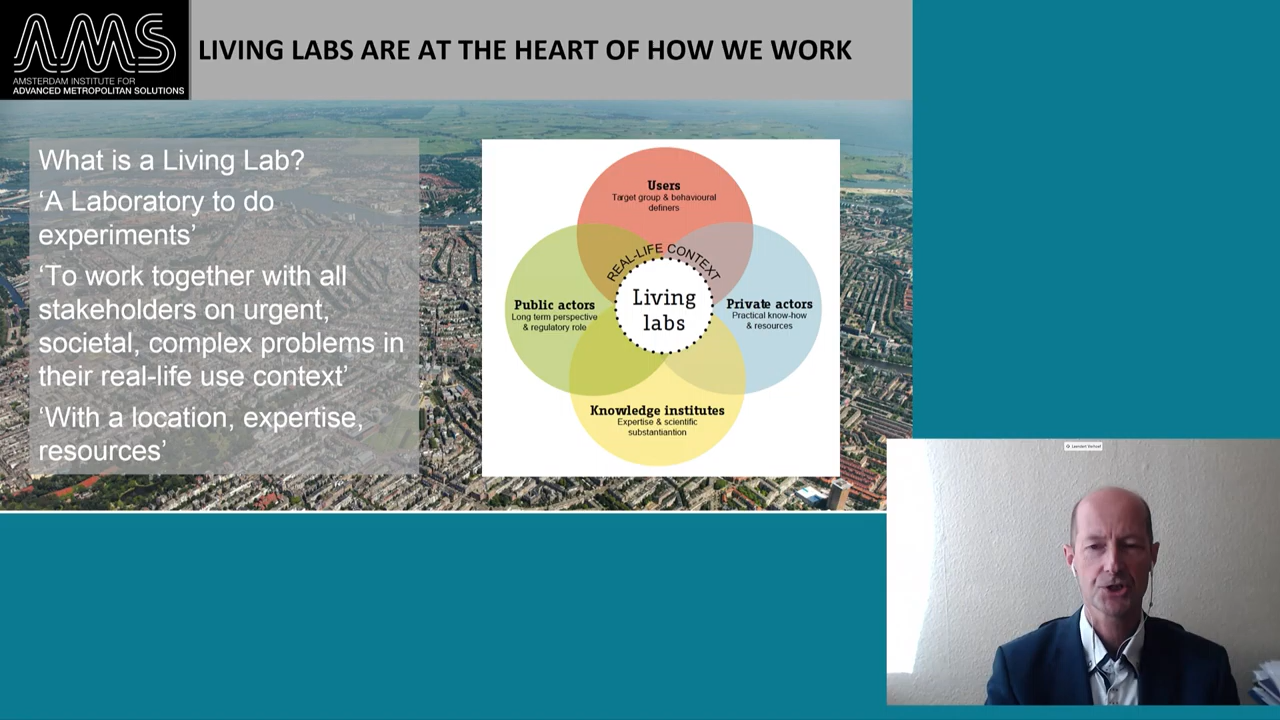 AMS
AMSTERDAM INSTITUTE FOR
ADVANCED METROPOLITAN SOLUTIONS
LIVING LABS ARE AT THE HEART OF HOW WE WORK
What is a Living Lab?
‘A Laboratory to do
experiments’
‘To work together with all
stakeholders on urgent,
societal, complex problems in
their real-life use context’
‘With a location, expertise,
resources’
Users
Target group & behavioural
definers
REAL-LIFE CONTEXT
Living
labs
Public actors
Long term perspective
& regulatory role
Private actors
Practical know-how
& resources
Knowledge institutes
Expertise & scientific
substantiantion